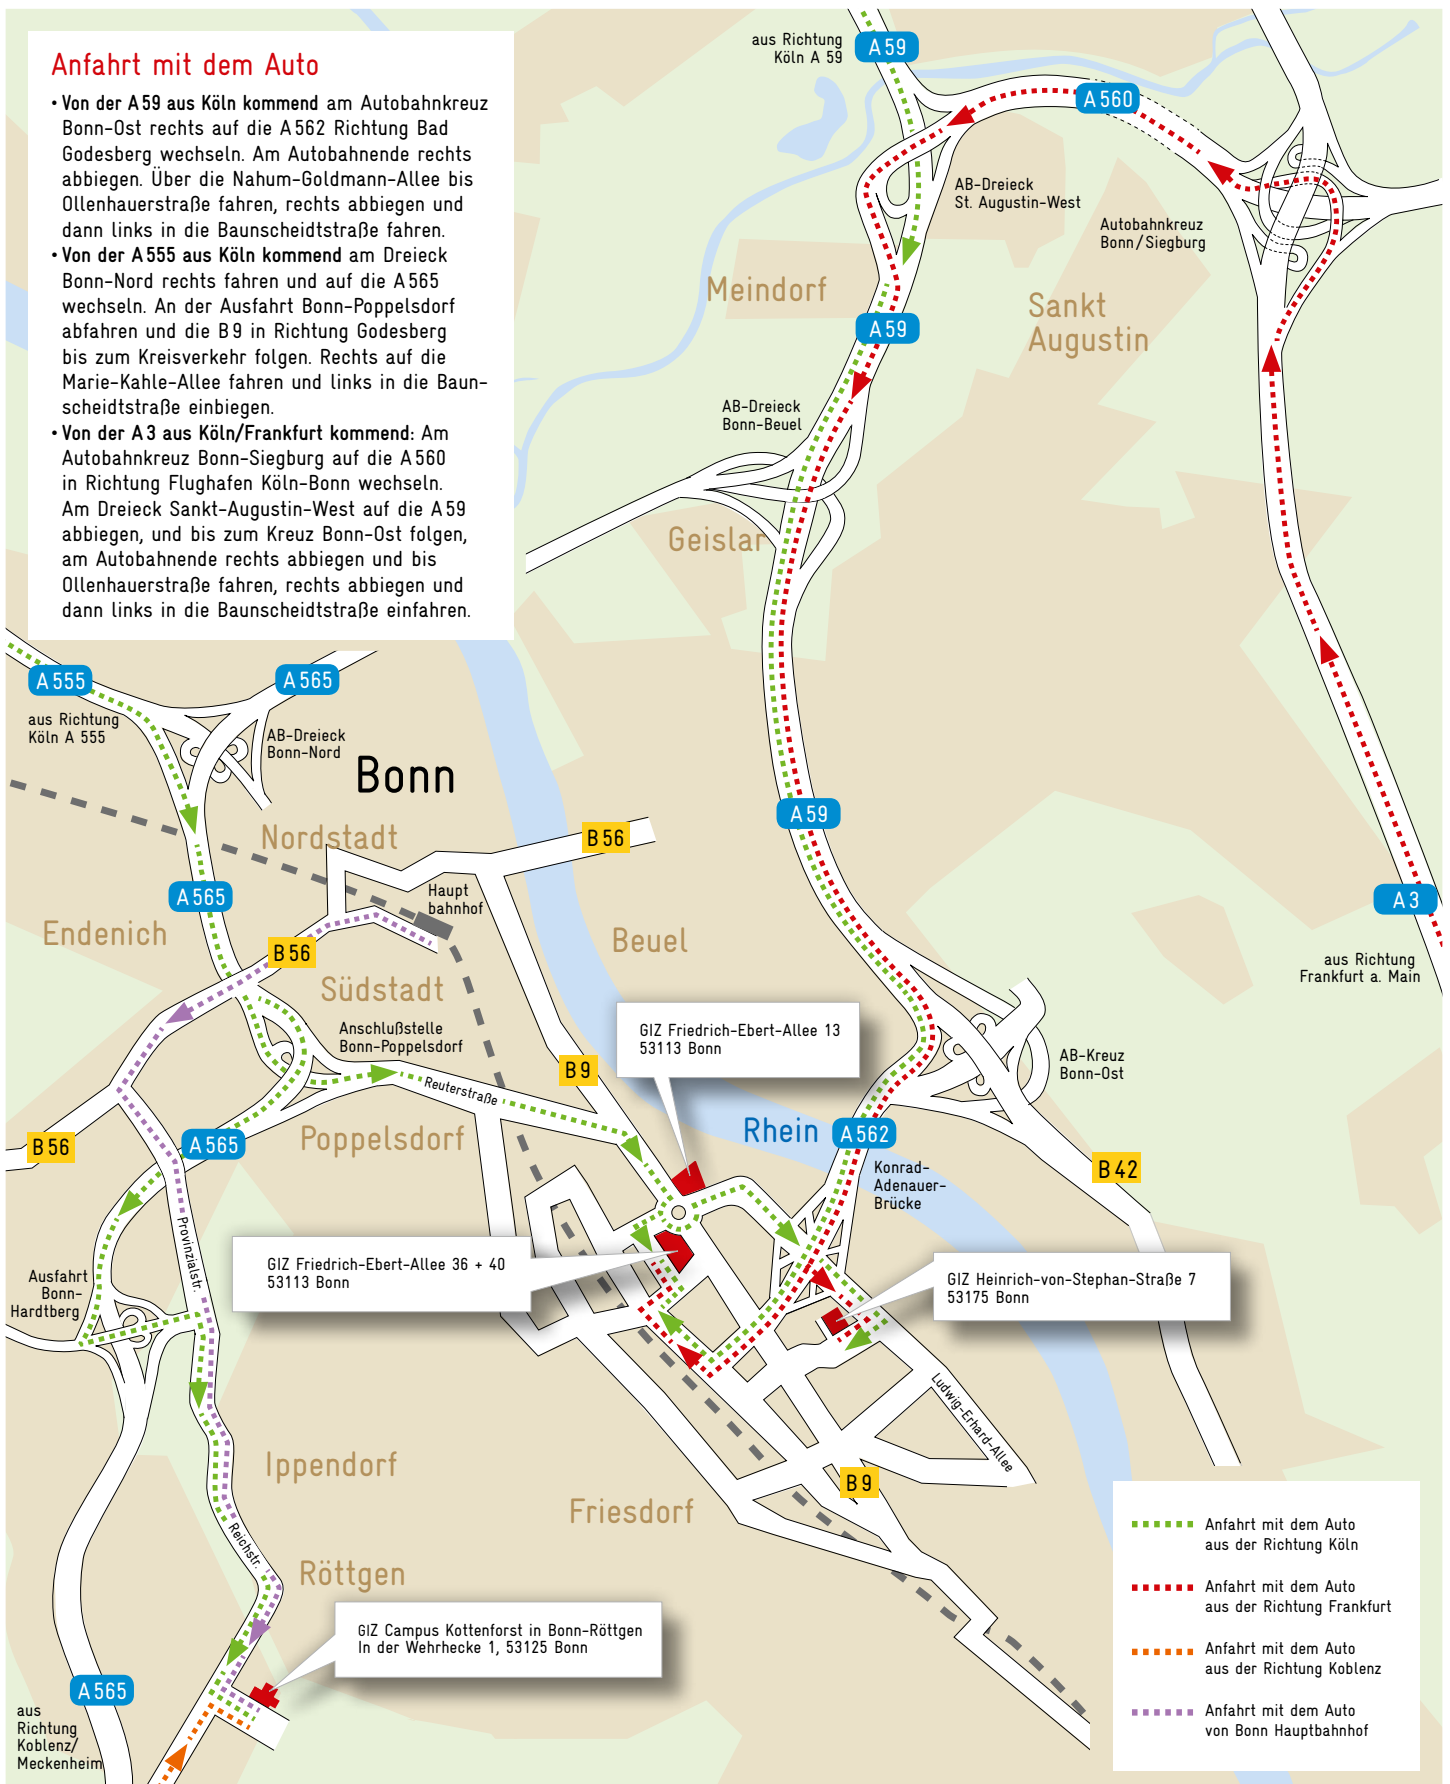 Anfahrt mit dem Auto
• Von der A 59 aus Köln kommend am Autobahnkreuz
Bonn-Ost rechts auf die A 562 Richtung Bad
Godesberg wechseln. Am Autobahnende rechts
abbiegen. Über die Nahum-Goldmann-Allee bis
Ollenhauerstraße fahren, rechts abbiegen und
dann links in die Baunscheidtstraße fahren.
• Von der A 555 aus Köln kommend am Dreieck
Bonn-Nord rechts fahren und auf die A 565
wechseln. An der Ausfahrt Bonn-Poppelsdorf
abfahren und die B 9 in Richtung Godesberg
bis zum Kreisverkehr folgen. Rechts auf die
Marie-Kahle-Allee fahren und links in die Baun-
scheidtstraße einbiegen.
• Von der A 3 aus Köln/Frankfurt kommend: Am
Autobahnkreuz Bonn-Siegburg auf die A 560
in Richtung Flughafen Köln-Bonn wechseln.
Am Dreieck Sankt-Augustin-West auf die A 59
abbiegen, und bis zum Kreuz Bonn-Ost folgen,
am Autobahnende rechts abbiegen und bis
Ollenhauerstraße fahren, rechts abbiegen und
dann links in die Baunscheidtstraße einfahren.
aus Richtung
Köln A 59
A 59
A 560
AB-Dreieck
St. Augustin-West
Autobahnkreuz
Bonn/Siegburg
Meindorf
Sankt
Augustin
A 59
AB-Dreieck
Bonn-Beuel
Geislar
A 555
A 565
aus Richtung
Köln A 555
AB-Dreieck
Bonn-Nord
Bonn
A 59
Nordstadt
B 56
A 565
Haupt
bahnhof
A 3
Endenich
B 56
Beuel
aus Richtung
Frankfurt a. Main
Südstadt
Anschlußstelle
Bonn-Poppelsdorf
GIZ Friedrich-Ebert-Allee 13
53113 Bonn
AB-Kreuz
Bonn-Ost
B 9
Reuterstraße
Rhein
A 562
B 56
A 565
Poppelsdorf
Konrad-
Adenauer-
Brücke
B 42
Provinzialstr.
GIZ Friedrich-Ebert-Allee 36 + 40
53113 Bonn
GIZ Heinrich-von-Stephan-Straße 7
53175 Bonn
Ausfahrt
Bonn-
Hardtberg
Ludwig-Erhard-Allee
Ippendorf
B 9
Friesdorf
Reichstr.
Röttgen
GIZ Campus Kottenforst in Bonn-Röttgen
In der Wehrhecke 1, 53125 Bonn
A 565
aus
Richtung
Koblenz/
Meckenheim
Anfahrt mit dem Auto
aus der Richtung Köln
Anfahrt mit dem Auto
aus der Richtung Frankfurt
Anfahrt mit dem Auto
aus der Richtung Koblenz
Anfahrt mit dem Auto
von Bonn Hauptbahnhof